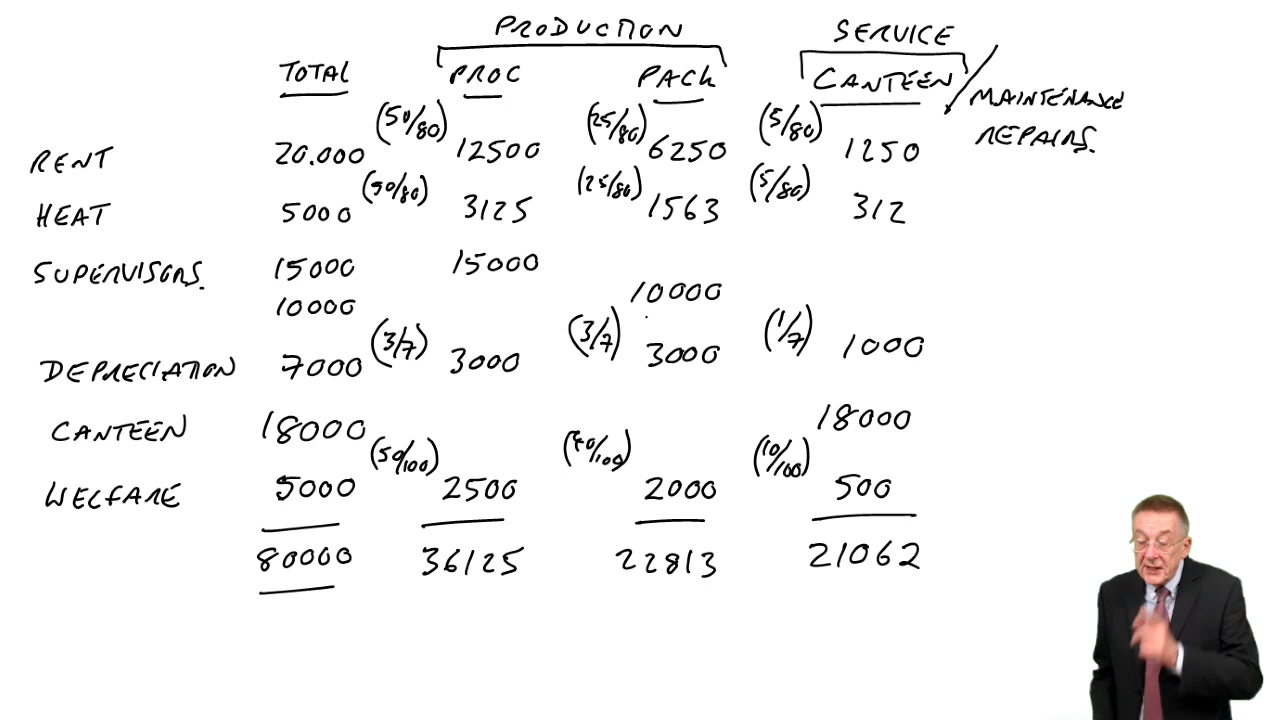 PRODUCTION SERVICE
TOTAL PROC PACK CANTEEN / MAINTENANCE
REPAIRS.
RENT 20.000 (50/80) 12500 (25/80) 6250 (5/80) 1250
HEAT 5000 (50/80) 3125 (25/80) 1563 (5/80) 312
SUPERVISORS. 15000 15000
10000 10000
DEPRECIATION 7000 (3/7) 3000 (3/7) 3000 (1/7) 1000
CANTEEN 18000 18000
WELFARE 5000 (50/100) 2500 (40/100) 2000 (10/100) 500
80000 36125 22813 21062